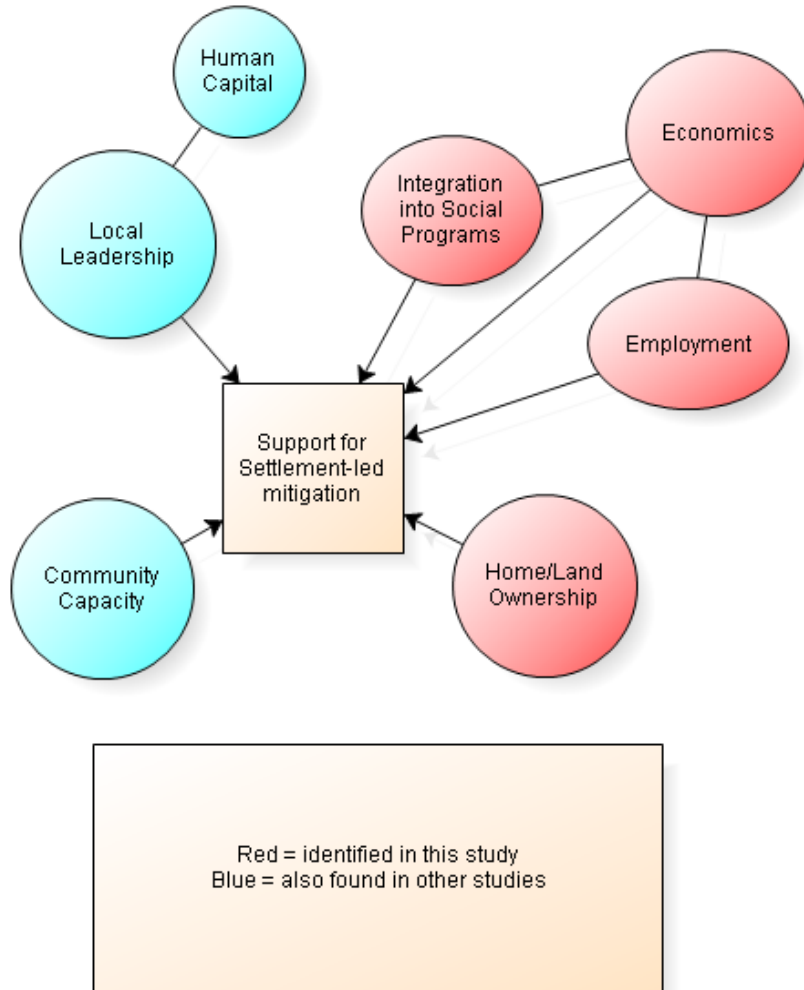 Human
Capital
Economics
Integration
into Social
Programs
Local
Leadership
Employment
Support for
Settlement-led
mitigation
Community
Capacity
Home/Land
Ownership
Red = identified in this study
Blue = also found in other studies